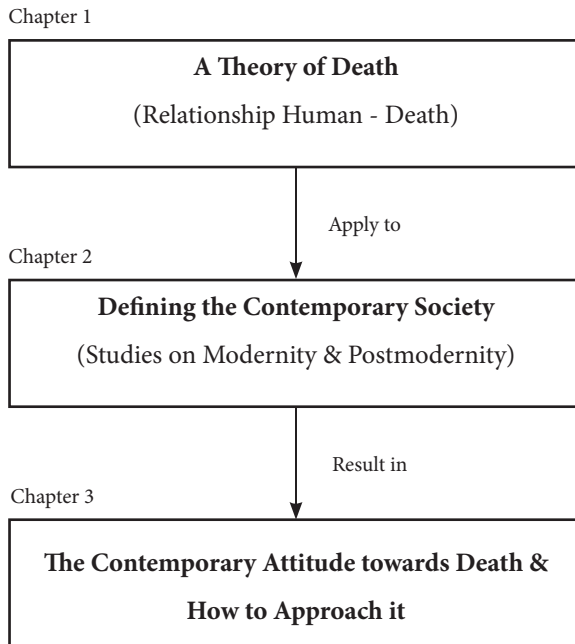 Chapter 1
A Theory of Death
(Relationship Human - Death)
Apply to
Chapter 2
Defining the Contemporary Society
(Studies on Modernity & Postmodernity)
Result in
Chapter 3
The Contemporary Attitude towards Death &
How to Approach it